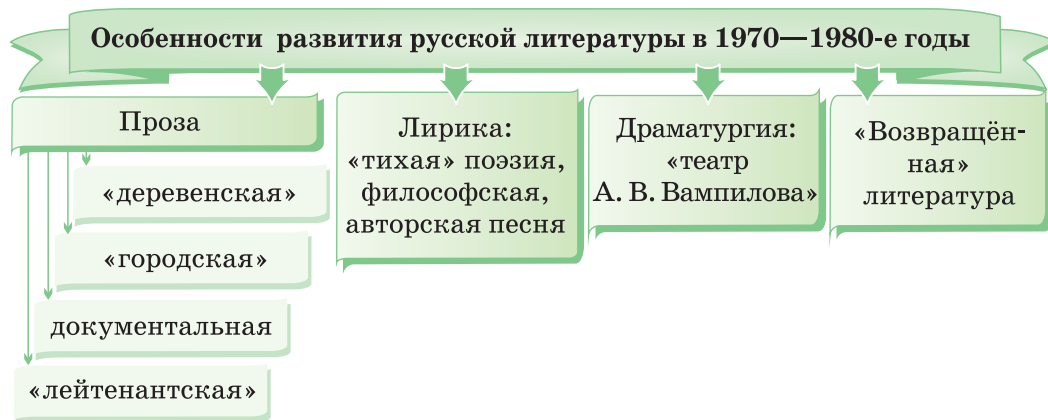 Особенности развития русской литературы в 1970—1980-е годы
Проза
«деревенская»
«городская»
документальная
«лейтенантская»
Лирика:
«тихая» поэзия,
философская,
авторская песня
Драматургия:
«театр
А. В. Вампилова»
«Возвращён-
ная»
литература